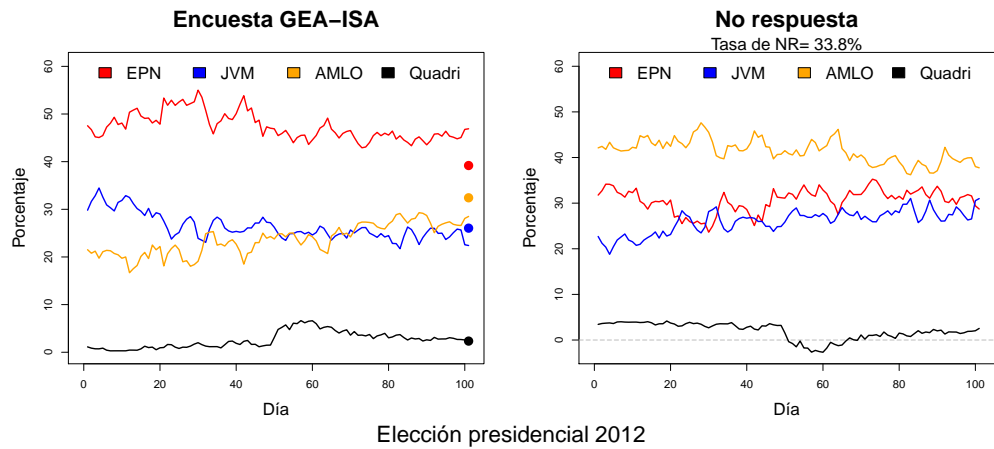 Encuesta GEA−ISA
EPN JVM AMLO Quadri
Porcentaje
60
50
40
30
20
10
0
0 20 40 60 80 100
Día
No respuesta
Tasa de NR= 33.8%
EPN JVM AMLO Quadri
Porcentaje
60
50
40
30
20
10
0
0 20 40 60 80 100
Día
Elección presidencial 2012